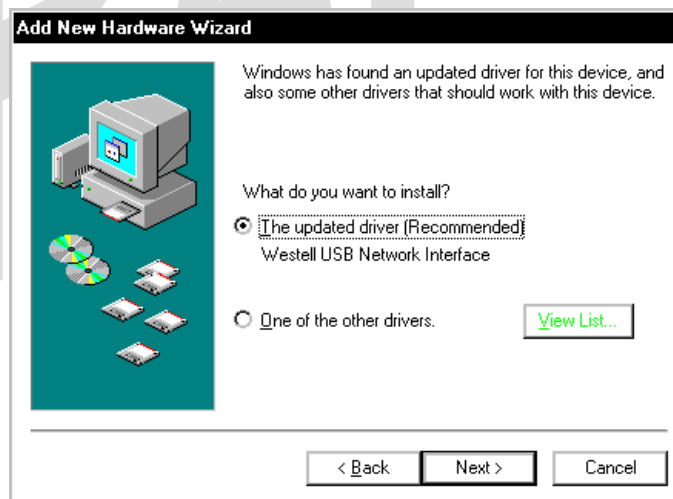 Add New Hardware Wizard
Windows has found an updated driver for this device, and
also some other drivers that should work with this device.
What do you want to install?
The updated driver (Recommended)
Westell USB Network Interface
One of the other drivers.
View List...
< Back
Next >
Cancel